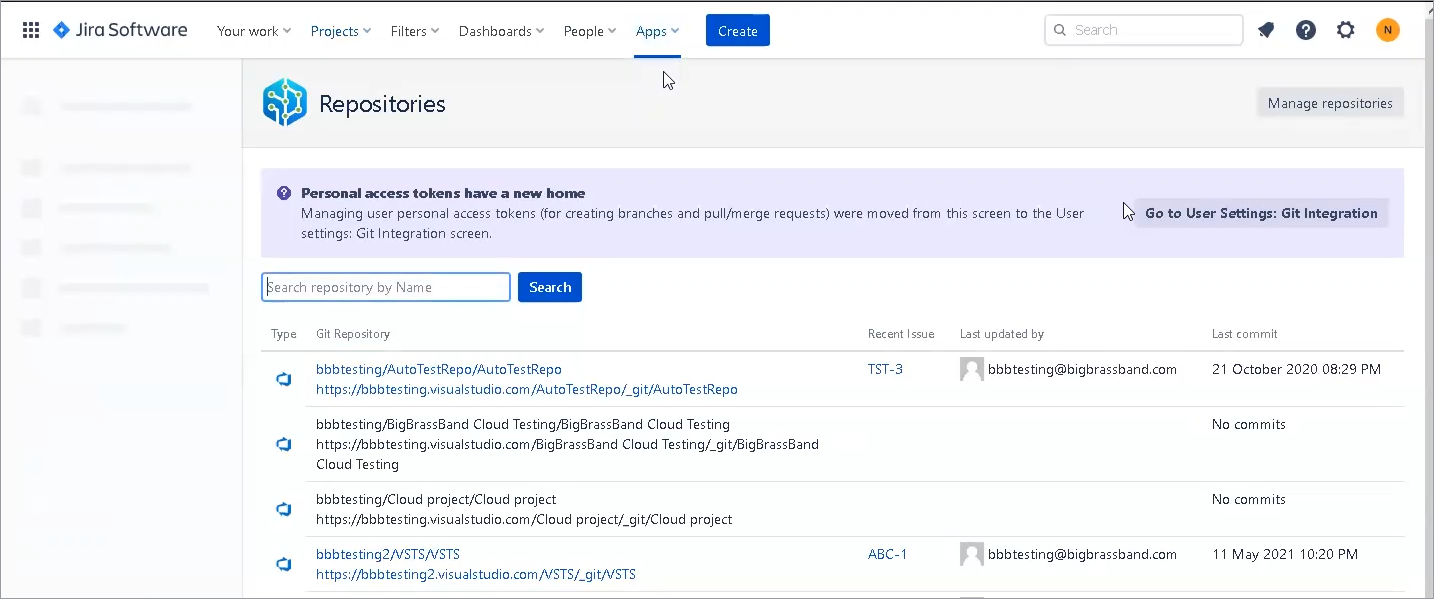 Jira Software Your work Projects Filters Dashboards People Apps Create Search N
Repositories Manage repositories
Personal access tokens have a new home
Managing user personal access tokens (for creating branches and pull/merge requests) were moved from this screen to the User
settings: Git Integration screen.
Go to User Settings: Git Integration
Search repository by Name Search
Type Git Repository Recent Issue Last updated by Last commit
bbbtesting/AutoTestRepo/AutoTestRepo TST-3 bbbtesting@bigbrassband.com 21 October 2020 08:29 PM
https://bbbtesting.visualstudio.com/AutoTestRepo/_git/AutoTestRepo
bbbtesting/BigBrassBand Cloud Testing/BigBrassBand Cloud Testing No commits
https://bbbtesting.visualstudio.com/BigBrassBand Cloud Testing/_git/BigBrassBand
Cloud Testing
bbbtesting/Cloud project/Cloud project No commits
https://bbbtesting.visualstudio.com/Cloud project/_git/Cloud project
bbbtesting2/VSTS/VSTS ABC-1 bbbtesting@bigbrassband.com 11 May 2021 10:20 PM
https://bbbtesting2.visualstudio.com/VSTS/_git/VSTS